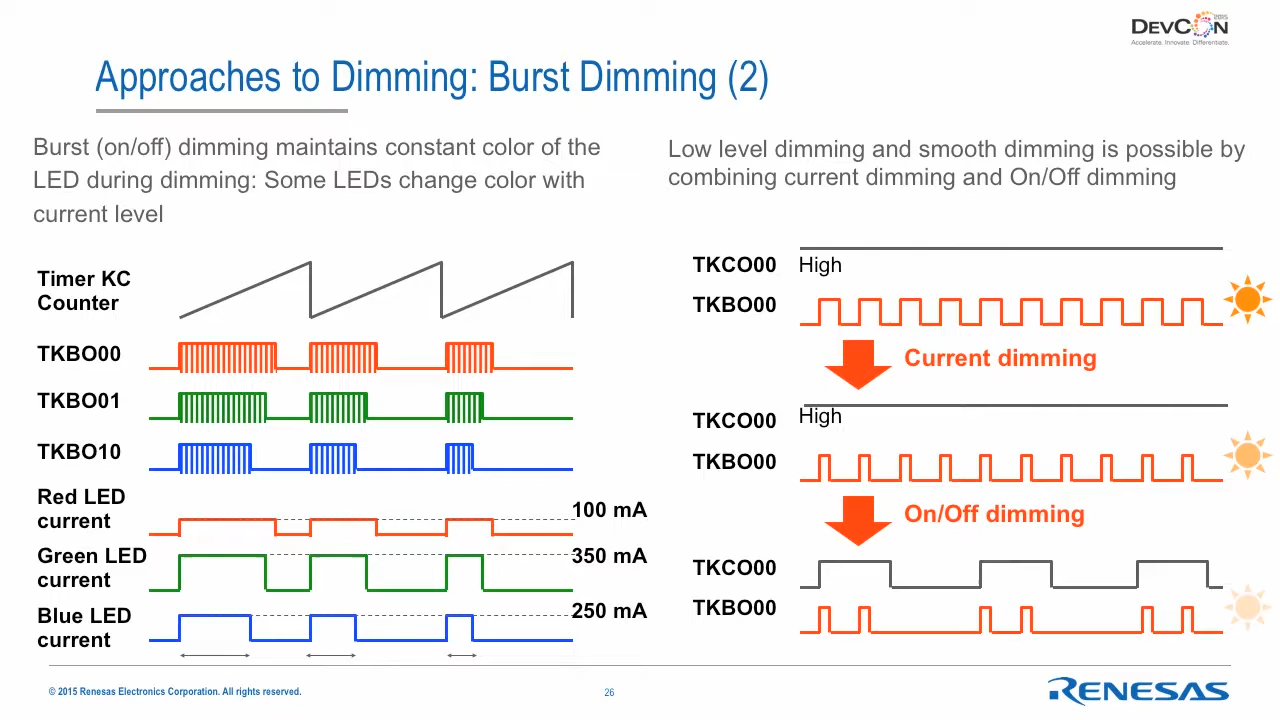 DEVCON 2015
Accelerate. Innovate. Differentiate.
Approaches to Dimming: Burst Dimming (2)
Burst (on/off) dimming maintains constant color of the
LED during dimming: Some LEDs change color with
current level
Timer KC
Counter
TKBO00
TKBO01
TKBO10
Red LED
current
100 mA
Green LED
current
350 mA
Blue LED
current
250 mA
Low level dimming and smooth dimming is possible by
combining current dimming and On/Off dimming
TKCO00 High
TKBO00
Current dimming
TKCO00 High
TKBO00
On/Off dimming
TKCO00
TKBO00
© 2015 Renesas Electronics Corporation. All rights reserved.
26
RENESAS